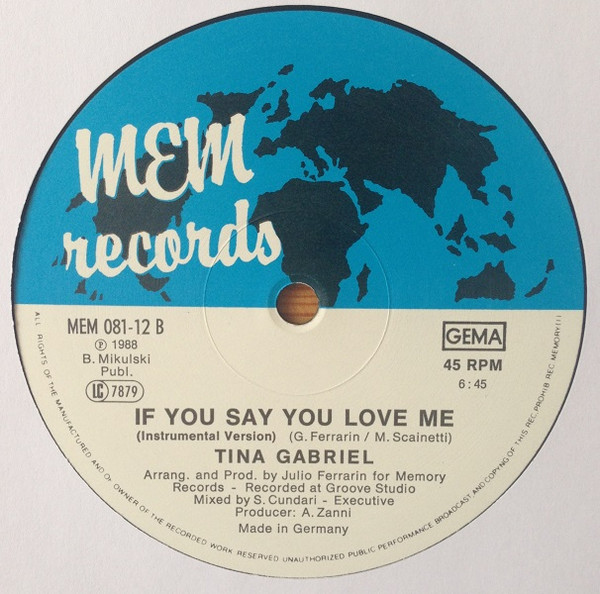 MEM
records
MEM 081-12 B
℗ 1988
B. Mikulski
Publ.
LC 7879
GEMA
45 RPM
6:45
IF YOU SAY YOU LOVE ME
(Instrumental Version) (G. Ferrarin / M. Scainetti)
TINA GABRIEL
Arrang. and Prod. by Julio Ferrarin for Memory
Records - Recorded at Groove Studio
Mixed by S. Cundari - Executive
Producer: A. Zanni
Made in Germany
ALL RIGHTS OF THE MANUFACTURED AND OF OWNER OF THE RECORDED WORK RESERVED UNAUTHORIZED PUBLIC PERFORMANCE BROADCAST AND COPYNG OF THIS REC. PROHIB REC. MEMORY!!!